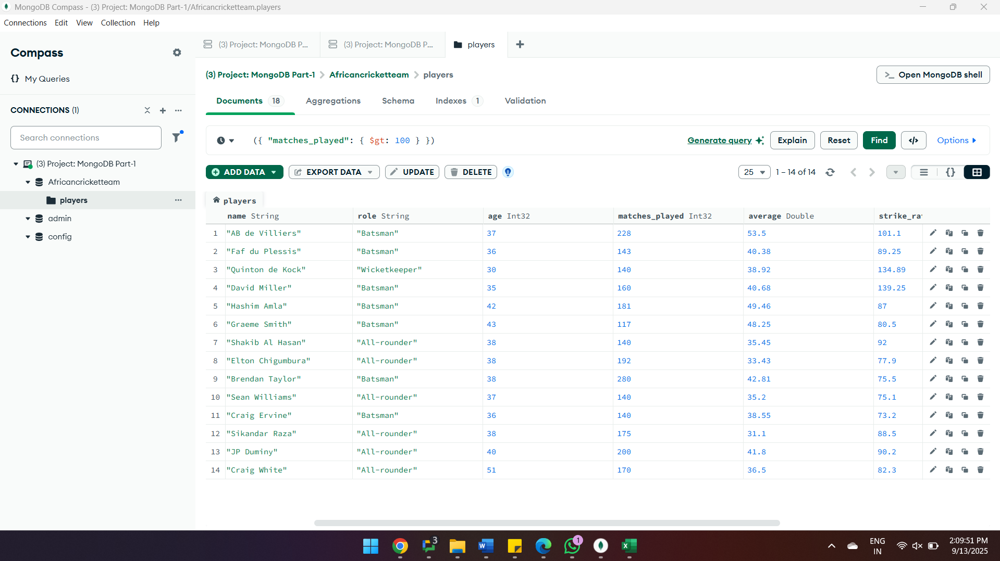 MongoDB Compass - (3) Project: MongoDB Part-1/Africancricketteam.players
Connections Edit View Collection Help
Compass
(3) Project: MongoDB P...
(3) Project: MongoDB P...
players
{} My Queries
(3) Project: MongoDB Part-1 > Africancricketteam > players
>_ Open MongoDB shell
Documents 18 Aggregations Schema Indexes 1 Validation
CONNECTIONS (1)
Search connections
({ "matches_played": { $gt: 100 } })
Generate query Explain Reset Find </> Options
(3) Project: MongoDB Part-1
Africancricketteam
players
admin
config
ADD DATA EXPORT DATA UPDATE DELETE
25 1 – 14 of 14 {}
players
name String role String age Int32 matches_played Int32 average Double strike_ra
1 "AB de Villiers" "Batsman" 37 228 53.5 101.1
2 "Faf du Plessis" "Batsman" 36 143 40.38 89.25
3 "Quinton de Kock" "Wicketkeeper" 30 140 38.92 134.89
4 "David Miller" "Batsman" 35 160 40.68 139.25
5 "Hashim Amla" "Batsman" 42 181 49.46 87
6 "Graeme Smith" "Batsman" 43 117 48.25 80.5
7 "Shakib Al Hasan" "All-rounder" 38 140 35.45 92
8 "Elton Chigumbura" "All-rounder" 38 192 33.43 77.9
9 "Brendan Taylor" "Batsman" 38 280 42.81 75.5
10 "Sean Williams" "All-rounder" 37 140 35.2 75.1
11 "Craig Ervine" "Batsman" 36 140 38.55 73.2
12 "Sikandar Raza" "All-rounder" 38 175 31.1 88.5
13 "JP Duminy" "All-rounder" 40 200 41.8 90.2
14 "Craig White" "All-rounder" 51 170 36.5 82.3
3
W
1
X
ENG
IN
2:09:51 PM
9/13/2025